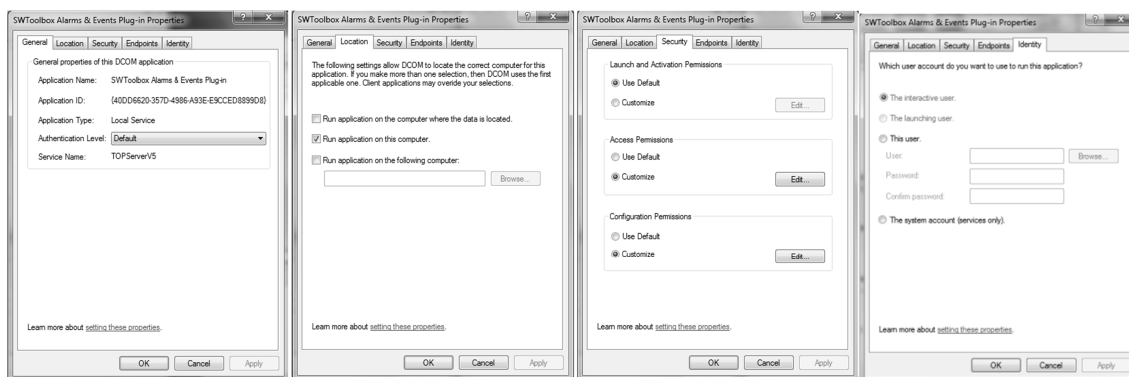 SWToolbox Alarms & Events Plug-in Properties
General Location Security Endpoints Identity
General properties of this DCOM application
Application Name: SWToolbox Alarms & Events Plug-in
Application ID: {40DD6620-357D-4986-A93E-E9CCED8899D8}
Application Type: Local Service
Authentication Level: Default
Service Name: TOPServerV5
Learn more about setting these properties.
OK Cancel Apply
SWToolbox Alarms & Events Plug-in Properties
General Location Security Endpoints Identity
The following settings allow DCOM to locate the correct computer for this
application. If you make more than one selection, then DCOM uses the first
applicable one. Client applications may overide your selections.
Run application on the computer where the data is located.
Run application on this computer.
Run application on the following computer:
Browse...
Learn more about setting these properties.
OK Cancel Apply
SWToolbox Alarms & Events Plug-in Properties
General Location Security Endpoints Identity
Launch and Activation Permissions
Use Default
Customize Edit...
Access Permissions
Use Default
Customize Edit...
Configuration Permissions
Use Default
Customize Edit...
Learn more about setting these properties.
OK Cancel Apply
SWToolbox Alarms & Events Plug-in Properties
General Location Security Endpoints Identity
Which user account do you want to use to run this application?
The interactive user.
The launching user.
This user.
User: Browse...
Password:
Confirm password:
The system account (services only).
Learn more about setting these properties.
OK Cancel Apply